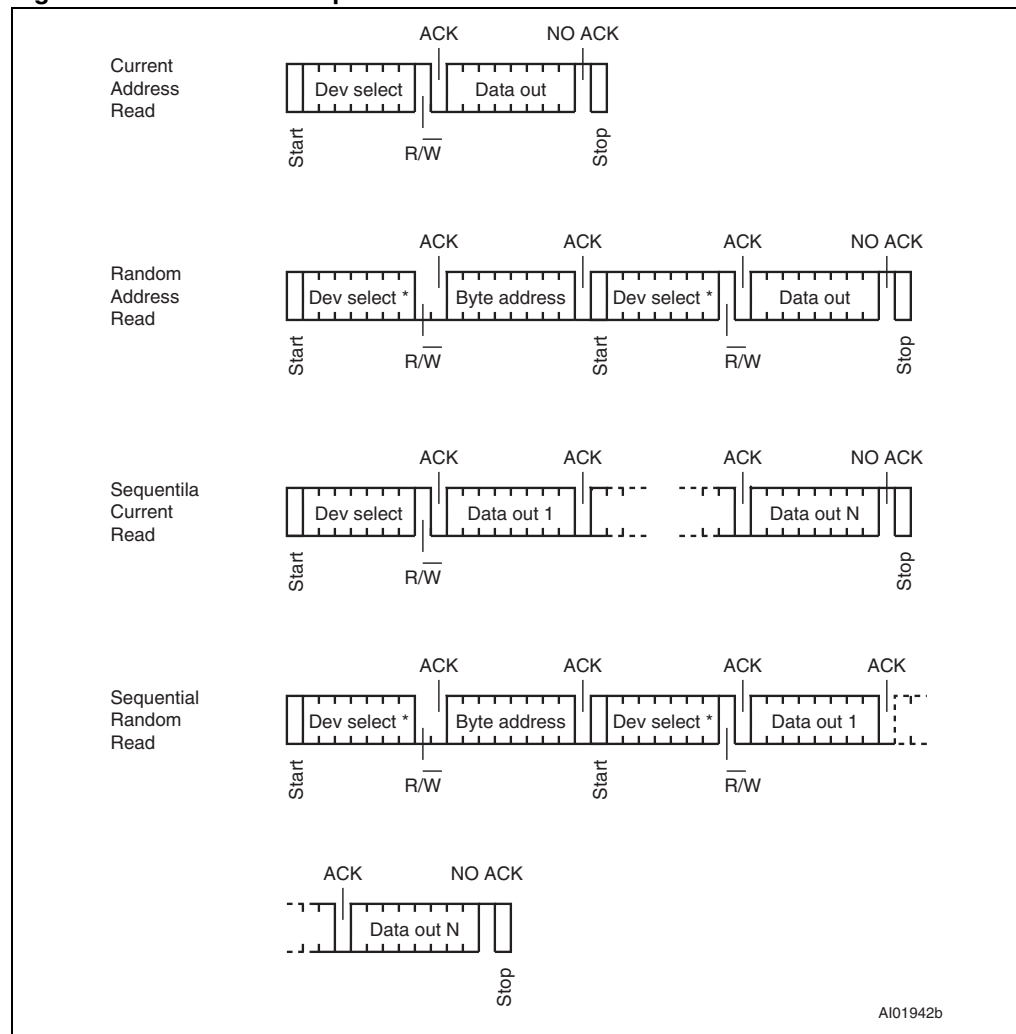 ACK NO ACK
Current
Address
Read
Dev select Data out
Start R/W̅ Stop
ACK ACK ACK NO ACK
Random
Address
Read
Dev select * Byte address Dev select * Data out
Start R/W̅ Start R̅/W Stop
ACK ACK ACK NO ACK
Sequentila
Current
Read
Dev select Data out 1 Data out N
Start R/W̅ Stop
ACK ACK ACK ACK
Sequential
Random
Read
Dev select * Byte address Dev select * Data out 1
Start R/W̅ Start R̅/W
ACK NO ACK
Data out N
Stop
AI01942b